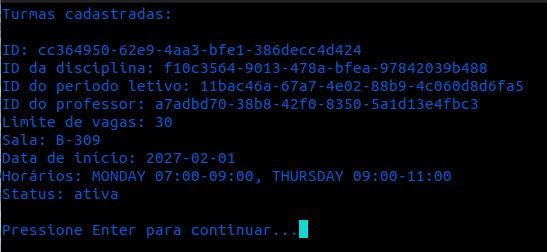 Turmas cadastradas:
ID: cc364950-62e9-4aa3-bfe1-386decc4d424
ID da disciplina: f10c3564-9013-478a-bfea-97842039b488
ID do periodo letivo: 11bac46a-67a7-4e02-88b9-4c060d8d6fa5
ID do professor: a7adbd70-38b8-42f0-8350-5a1d13e4fbc3
Limite de vagas: 30
Sala: B-309
Data de início: 2027-02-01
Horários: MONDAY 07:00-09:00, THURSDAY 09:00-11:00
Status: ativa
Pressione Enter para continuar...